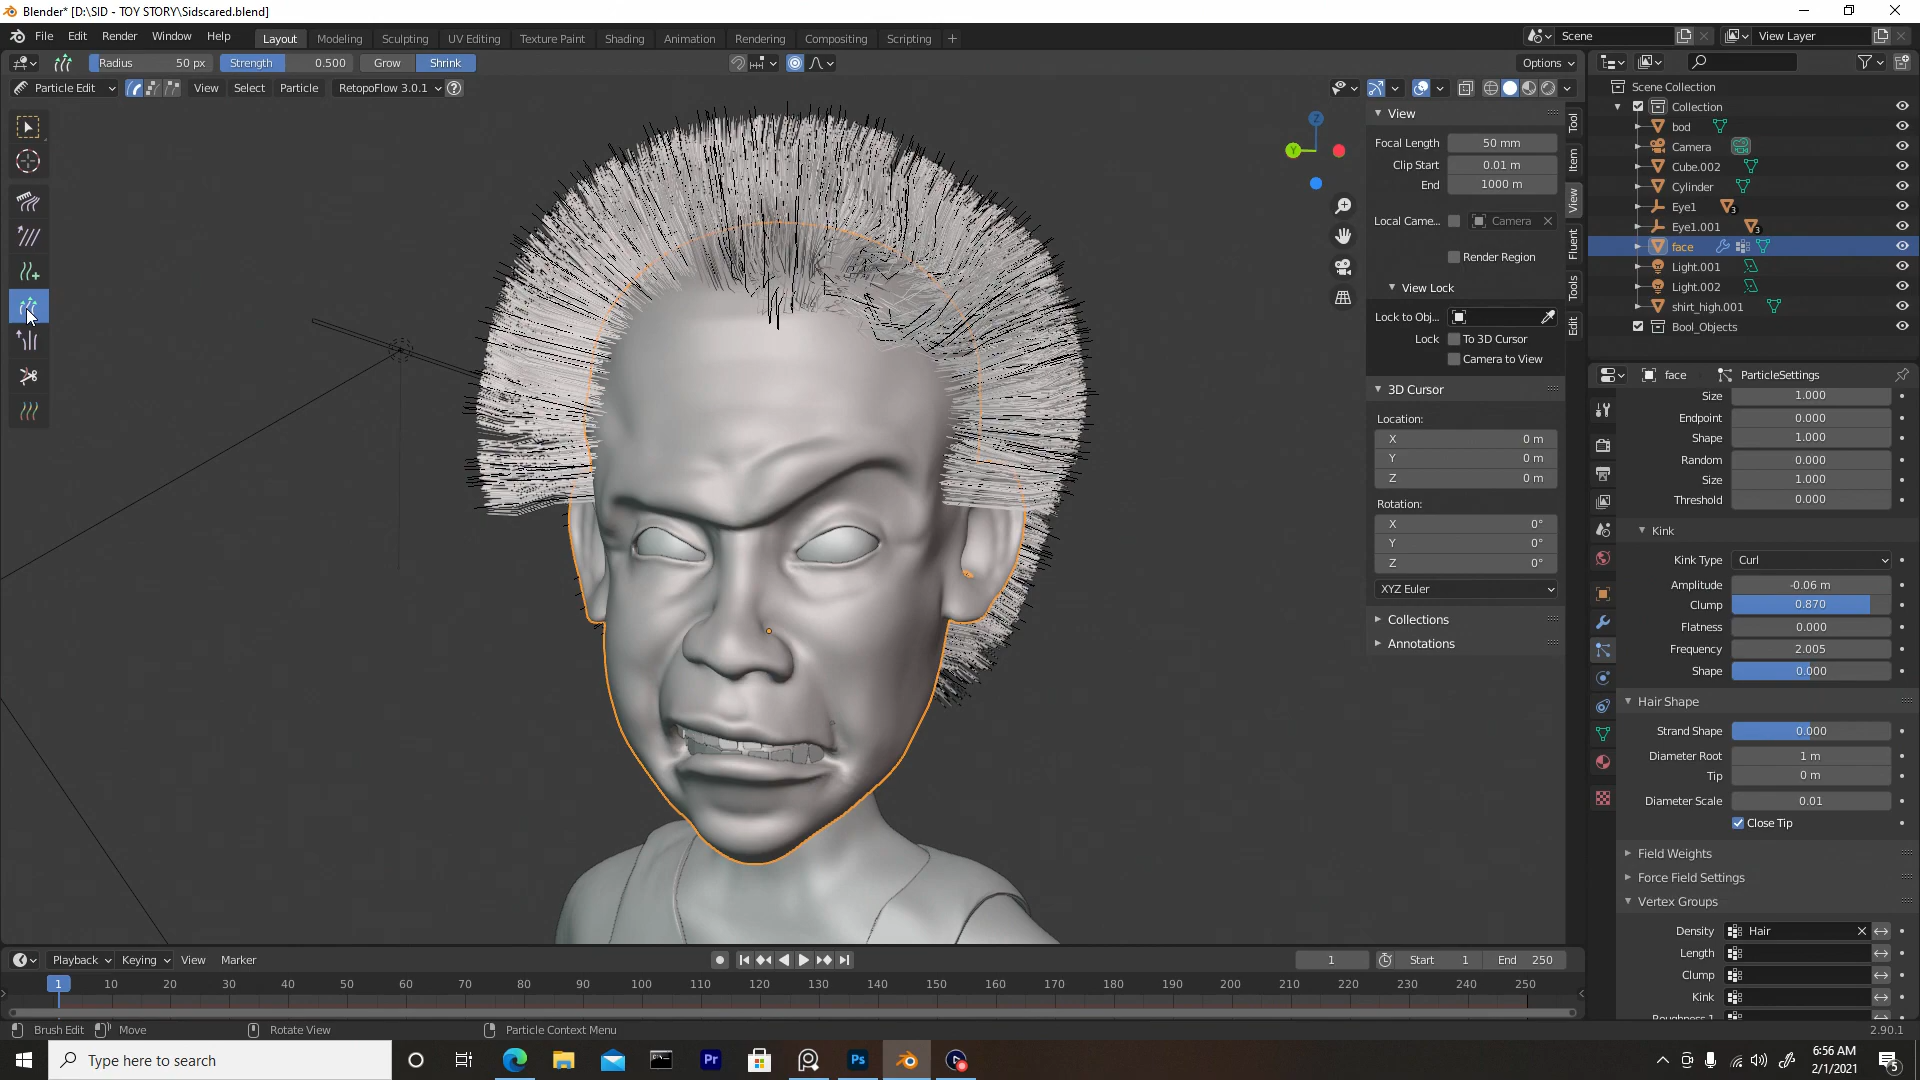 Blender* [D:\SID - TOY STORY\Sidscared.blend]
File Edit Render Window Help Layout Modeling Sculpting UV Editing Texture Paint Shading Animation Rendering Compositing Scripting + Scene View Layer
Radius 50 px Strength 0.500 Grow Shrink Options
Particle Edit View Select Particle RetopoFlow 3.0.1
Scene Collection
Collection
bod
Camera
Cube.002
Cylinder
Eye1 3
Eye1.001 3
face
Light.001
Light.002
shirt_high.001
Bool_Objects
Z
Y
View
Focal Length 50 mm
Clip Start 0.01 m
End 1000 m
Local Came... Camera
Render Region
View Lock
Lock to Obj...
Lock To 3D Cursor
Camera to View
3D Cursor
Location:
X 0 m
Y 0 m
Z 0 m
Rotation:
X 0°
Y 0°
Z 0°
XYZ Euler
Collections
Annotations
Tool
Item
View
Fluent
Tools
Edit
face ParticleSettings
Size 1.000
Endpoint 0.000
Shape 1.000
Random 0.000
Size 1.000
Threshold 0.000
Kink
Kink Type Curl
Amplitude -0.06 m
Clump 0.870
Flatness 0.000
Frequency 2.005
Shape 0.000
Hair Shape
Strand Shape 0.000
Diameter Root 1 m
Tip 0 m
Diameter Scale 0.01
Close Tip
Field Weights
Force Field Settings
Vertex Groups
Density Hair
Length
Clump
Kink
Roughness 1
Playback Keying View Marker 1 Start 1 End 250
1 10 20 30 40 50 60 70 80 90 100 110 120 130 140 150 160 170 180 190 200 210 220 230 240 250
Brush Edit Move Rotate View Particle Context Menu 2.90.1
Type here to search Pr Ps
6:56 AM
2/1/2021
5